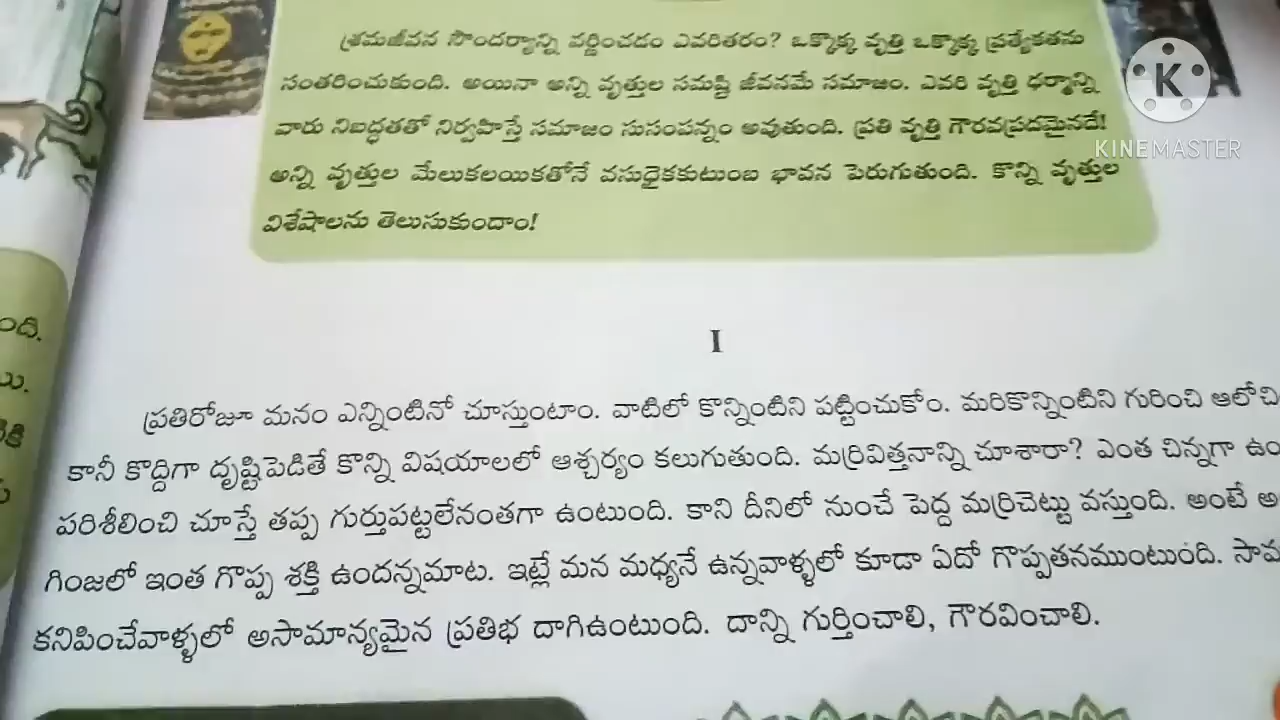 శ్రమజీవన సౌందర్యాన్ని వర్ణించడం ఎవరితరం? ఒక్కొక్క వృత్తి ఒక్కొక్క ప్రత్యేకతను
సంతరించుకుంది. అయినా అన్ని వృత్తుల సమష్టి జీవనమే సమాజం. ఎవరి వృత్తి ధర్మాన్ని
వారు నిబద్ధతతో నిర్వహిస్తే సమాజం సుసంపన్నం అవుతుంది. ప్రతి వృత్తి గౌరవప్రదమైనదే!
అన్ని వృత్తుల మేలుకలయికతోనే వసుధైకకుటుంబ భావన పెరుగుతుంది. కొన్ని వృత్తుల
విశేషాలను తెలుసుకుందాం!
K
KINEMASTER
I
ప్రతిరోజూ మనం ఎన్నింటినో చూస్తుంటాం. వాటిలో కొన్నింటిని పట్టించుకోం. మరికొన్నింటిని గురించి ఆలోచి
కానీ కొద్దిగా దృష్టిపెడితే కొన్ని విషయాలలో ఆశ్చర్యం కలుగుతుంది. మర్రివిత్తనాన్ని చూశారా? ఎంత చిన్నగా ఉం
పరిశీలించి చూస్తే తప్ప గుర్తుపట్టలేనంతగా ఉంటుంది. కాని దీనిలో నుంచే పెద్ద మర్రిచెట్టు వస్తుంది. అంటే అ
గింజలో ఇంత గొప్ప శక్తి ఉందన్నమాట. ఇట్లే మన మధ్యనే ఉన్నవాళ్ళలో కూడా ఏదో గొప్పతనముంటుంది. సామ
కనిపించేవాళ్ళలో అసామాన్యమైన ప్రతిభ దాగిఉంటుంది. దాన్ని గుర్తించాలి, గౌరవించాలి.